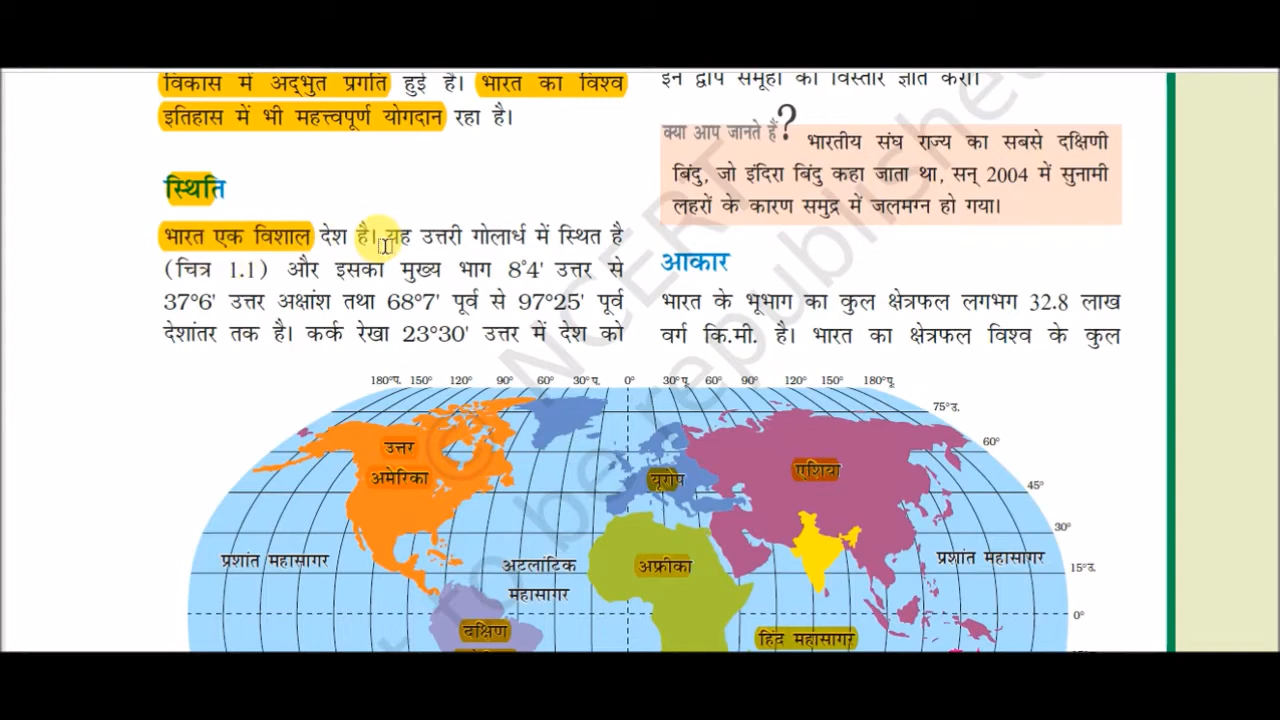 विकास में अद्भुत प्रगति हुई है। भारत का विश्व
इतिहास में भी महत्त्वपूर्ण योगदान रहा है।
स्थिति
भारत एक विशाल देश है। यह उत्तरी गोलार्ध में स्थित है
(चित्र 1.1) और इसका मुख्य भाग 8°4' उत्तर से
37°6' उत्तर अक्षांश तथा 68°7' पूर्व से 97°25' पूर्व
देशांतर तक है। कर्क रेखा 23°30' उत्तर में देश को
इन द्वीप समूहों का विस्तार ज्ञात करो।
क्या आप जानते हैं?
भारतीय संघ राज्य का सबसे दक्षिणी
बिंदु, जो इंदिरा बिंदु कहा जाता था, सन् 2004 में सुनामी
लहरों के कारण समुद्र में जलमग्न हो गया।
आकार
भारत के भूभाग का कुल क्षेत्रफल लगभग 32.8 लाख
वर्ग कि.मी. है। भारत का क्षेत्रफल विश्व के कुल
180°प. 150° 120° 90° 60° 30°प. 0° 30°पू. 60° 90° 120° 150° 180°पू.
75°उ.
60°
45°
30°
15°उ.
0°
उत्तर
अमेरिका
यूरोप
एशिया
प्रशांत महासागर
अटलांटिक
महासागर
अफ्रीका
प्रशांत महासागर
दक्षिण
हिंद महासागर
© NCERT
not to be republished